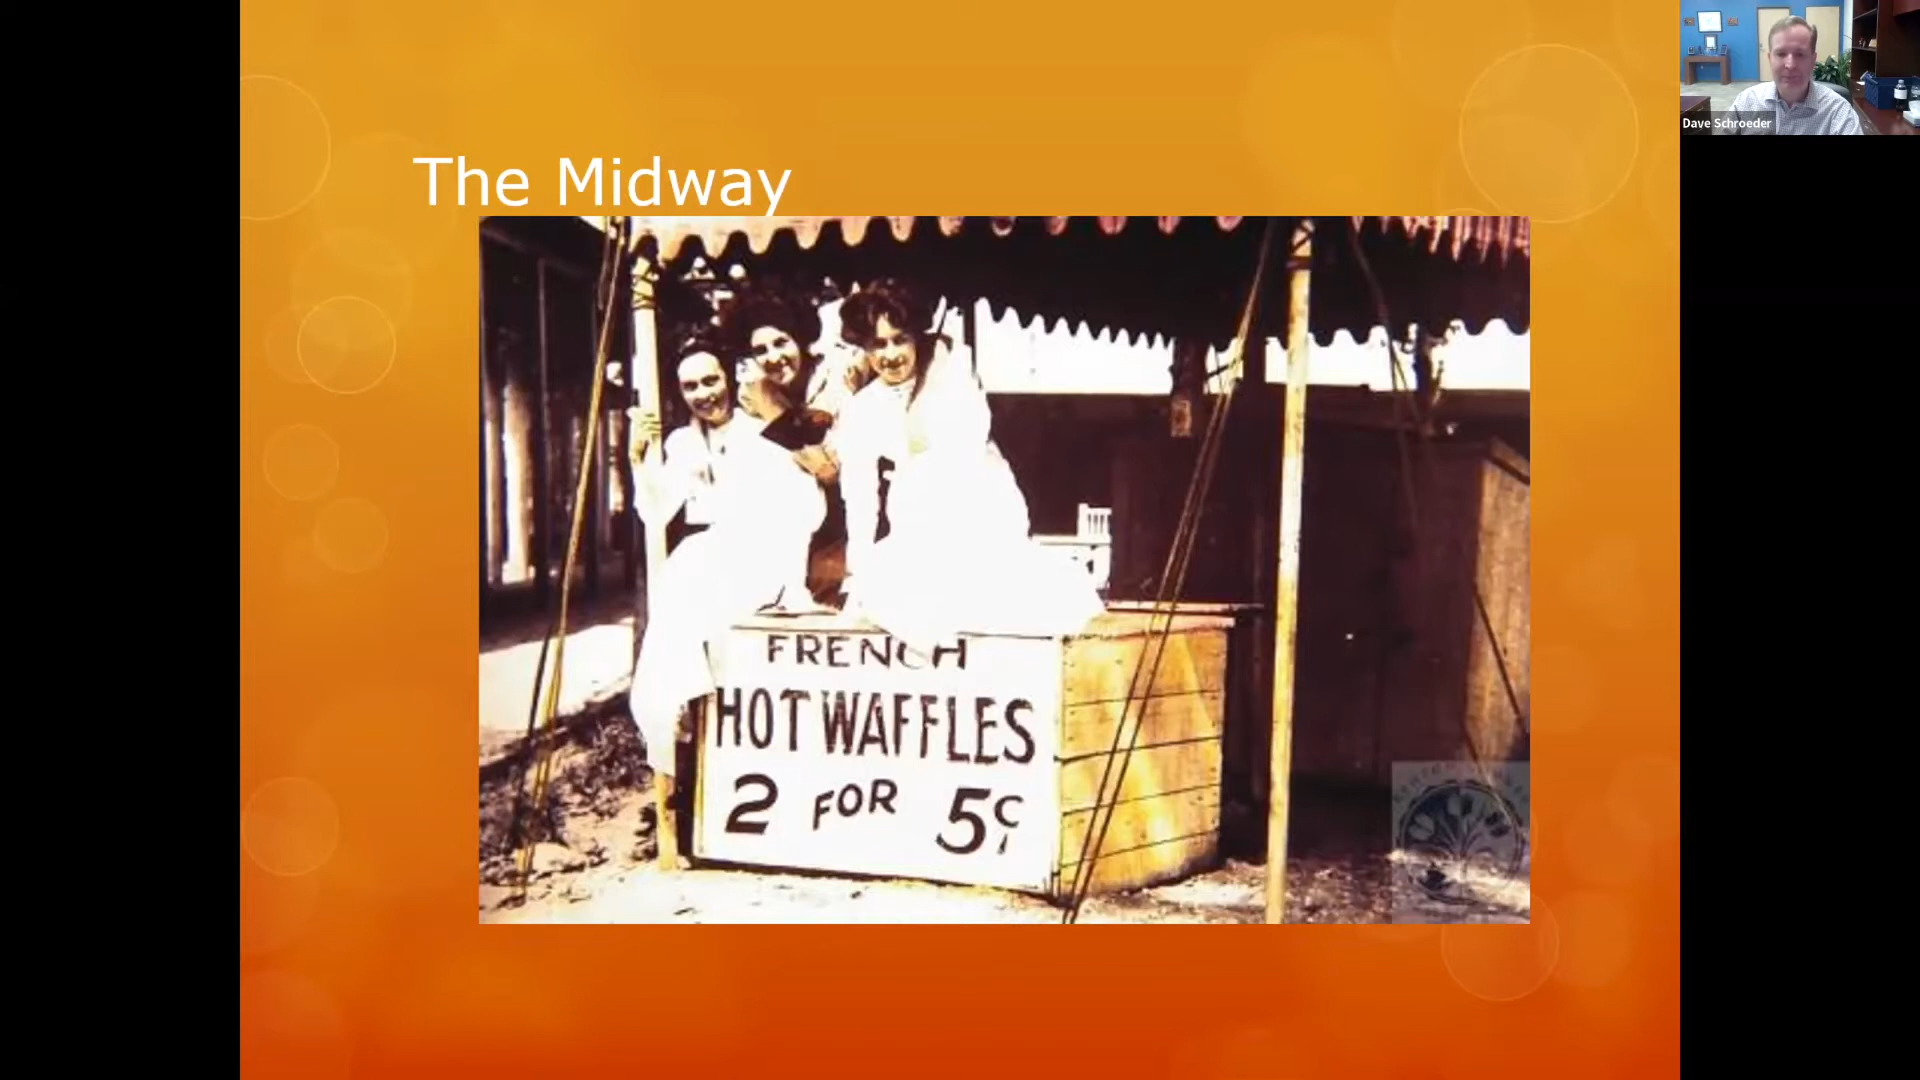 The Midway
Dave Schroeder
FRENCH
HOT WAFFLES
2 FOR 5¢